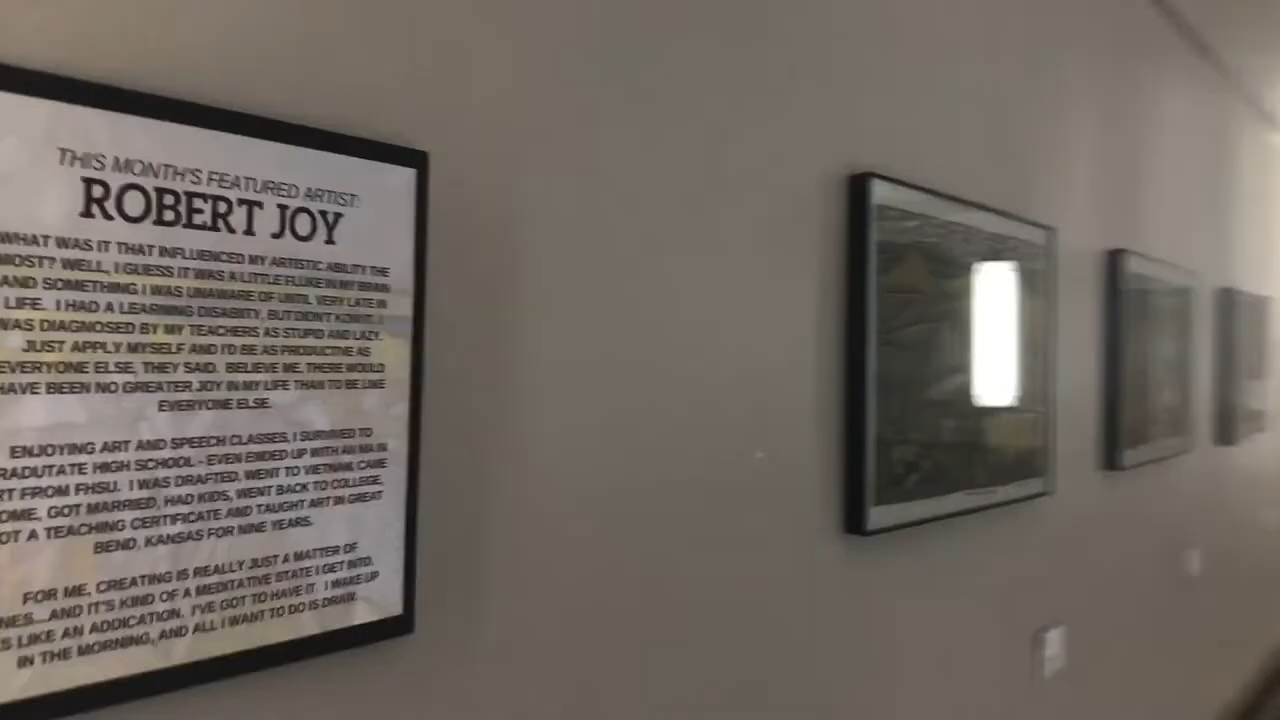 THIS MONTH'S FEATURED ARTIST:
ROBERT JOY
WHAT WAS IT THAT INFLUENCED MY ARTISTIC ABILITY THE
MOST? WELL, I GUESS IT WAS A LITTLE FLUKE IN MY BRAIN
AND SOMETHING I WAS UNAWARE OF UNTIL VERY LATE IN
LIFE. I HAD A LEARNING DISABIITY, BUT DIDN'T KNOW. I
WAS DIAGNOSED BY MY TEACHERS AS STUPID AND LAZY.
JUST APPLY MYSELF AND I'D BE AS PRODUCTIVE AS
EVERYONE ELSE, THEY SAID. BELIEVE ME, THERE WOULD
HAVE BEEN NO GREATER JOY IN MY LIFE THAN TO BE LIKE
EVERYONE ELSE.
ENJOYING ART AND SPEECH CLASSES, I SURVIVED TO
RADUTATE HIGH SCHOOL - EVEN ENDED UP WITH AN MA IN
RT FROM FHSU. I WAS DRAFTED, WENT TO VIETNAM, CAME
OME, GOT MARRIED, HAD KIDS, WENT BACK TO COLLEGE,
OT A TEACHING CERTIFICATE AND TAUGHT ART IN GREAT
BEND, KANSAS FOR NINE YEARS.
FOR ME, CREATING IS REALLY JUST A MATTER OF
NES...AND IT'S KIND OF A MEDITATIVE STATE I GET INTO.
S LIKE AN ADDICATION. I'VE GOT TO HAVE IT. I WAKE UP
IN THE MORNING, AND ALL I WANT TO DO IS DRAW.